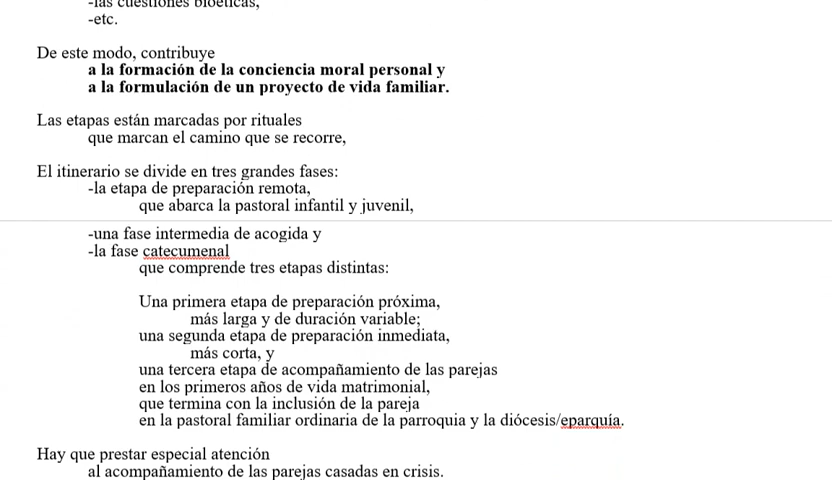 -las cuestiones bioéticas,
-etc.
De este modo, contribuye
a la formación de la conciencia moral personal y
a la formulación de un proyecto de vida familiar.
Las etapas están marcadas por rituales
que marcan el camino que se recorre,
El itinerario se divide en tres grandes fases:
-la etapa de preparación remota,
que abarca la pastoral infantil y juvenil,
-una fase intermedia de acogida y
-la fase catecumenal
que comprende tres etapas distintas:
Una primera etapa de preparación próxima,
más larga y de duración variable;
una segunda etapa de preparación inmediata,
más corta, y
una tercera etapa de acompañamiento de las parejas
en los primeros años de vida matrimonial,
que termina con la inclusión de la pareja
en la pastoral familiar ordinaria de la parroquia y la diócesis/eparquía.
Hay que prestar especial atención
al acompañamiento de las parejas casadas en crisis.